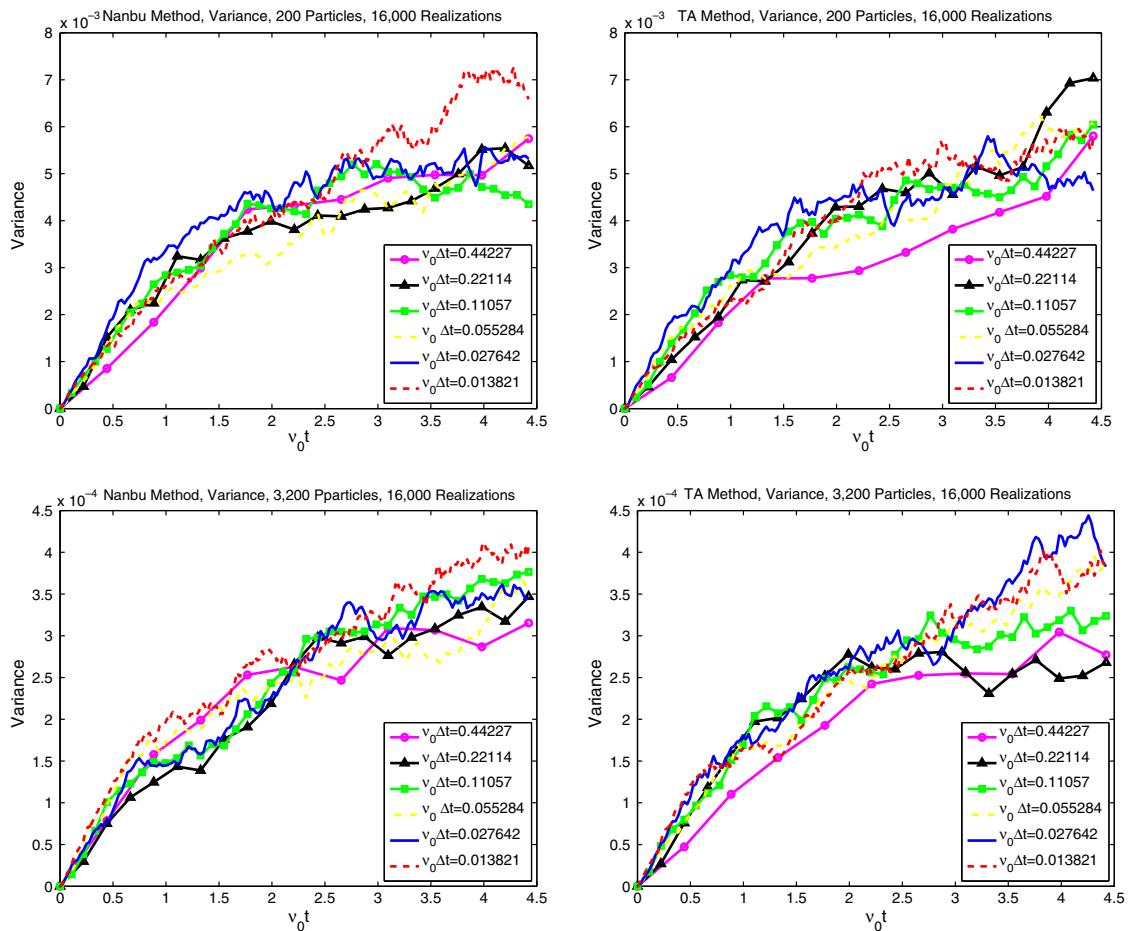 x 10⁻³ Nanbu Method, Variance, 200 Particles, 16,000 Realizations
8
7
6
5
4
3
2
1
0
Variance
0 0.5 1 1.5 2 2.5 3 3.5 4 4.5
ν₀t
ν₀Δt=0.44227
ν₀Δt=0.22114
ν₀Δt=0.11057
ν₀ Δt=0.055284
ν₀Δt=0.027642
ν₀Δt=0.013821
x 10⁻³ TA Method, Variance, 200 Particles, 16,000 Realizations
8
7
6
5
4
3
2
1
0
Variance
0 0.5 1 1.5 2 2.5 3 3.5 4 4.5
ν₀t
ν₀Δt=0.44227
ν₀Δt=0.22114
ν₀Δt=0.11057
ν₀ Δt=0.055284
ν₀Δt=0.027642
ν₀Δt=0.013821
x 10⁻⁴ Nanbu Method, Variance, 3,200 Pparticles, 16,000 Realizations
4.5
4
3.5
3
2.5
2
1.5
1
0.5
0
Variance
0 0.5 1 1.5 2 2.5 3 3.5 4 4.5
ν₀t
ν₀Δt=0.44227
ν₀Δt=0.22114
ν₀Δt=0.11057
ν₀ Δt=0.055284
ν₀Δt=0.027642
ν₀Δt=0.013821
x 10⁻⁴ TA Method, Variance, 3,200 Particles, 16,000 Realizations
4.5
4
3.5
3
2.5
2
1.5
1
0.5
0
Variance
0 0.5 1 1.5 2 2.5 3 3.5 4 4.5
ν₀t
ν₀Δt=0.44227
ν₀Δt=0.22114
ν₀Δt=0.11057
ν₀ Δt=0.055284
ν₀Δt=0.027642
ν₀Δt=0.013821